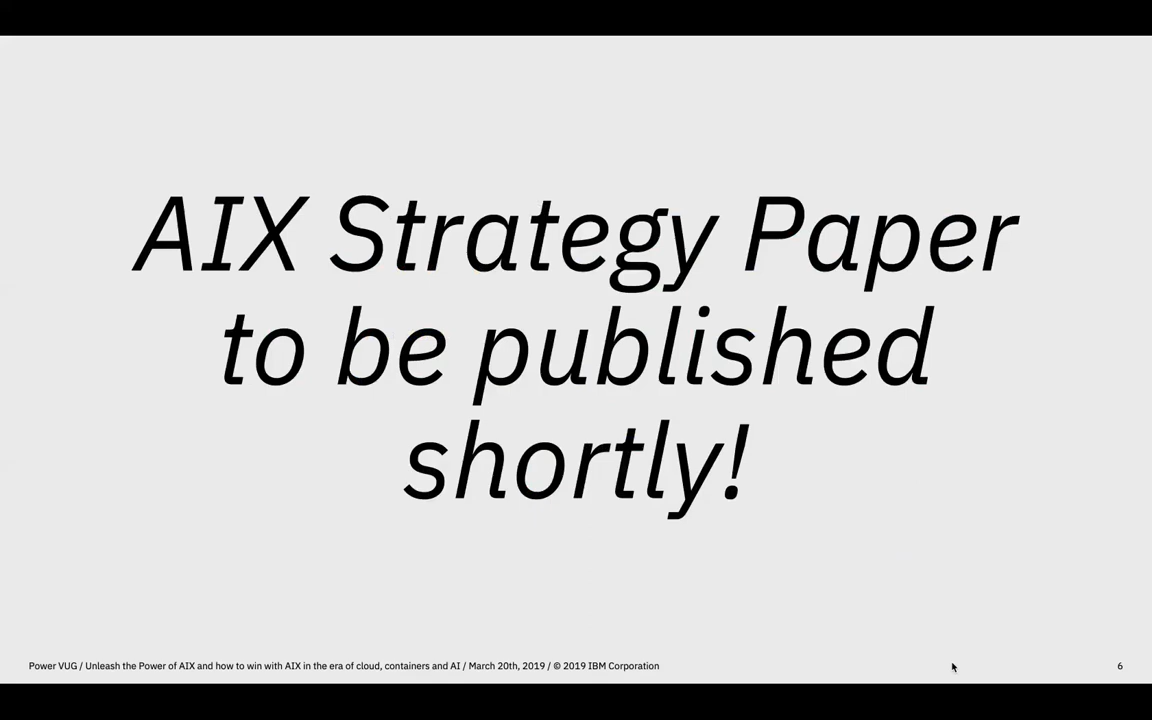 AIX Strategy Paper
to be published
shortly!
Power VUG / Unleash the Power of AIX and how to win with AIX in the era of cloud, containers and AI / March 20th, 2019 / © 2019 IBM Corporation
6